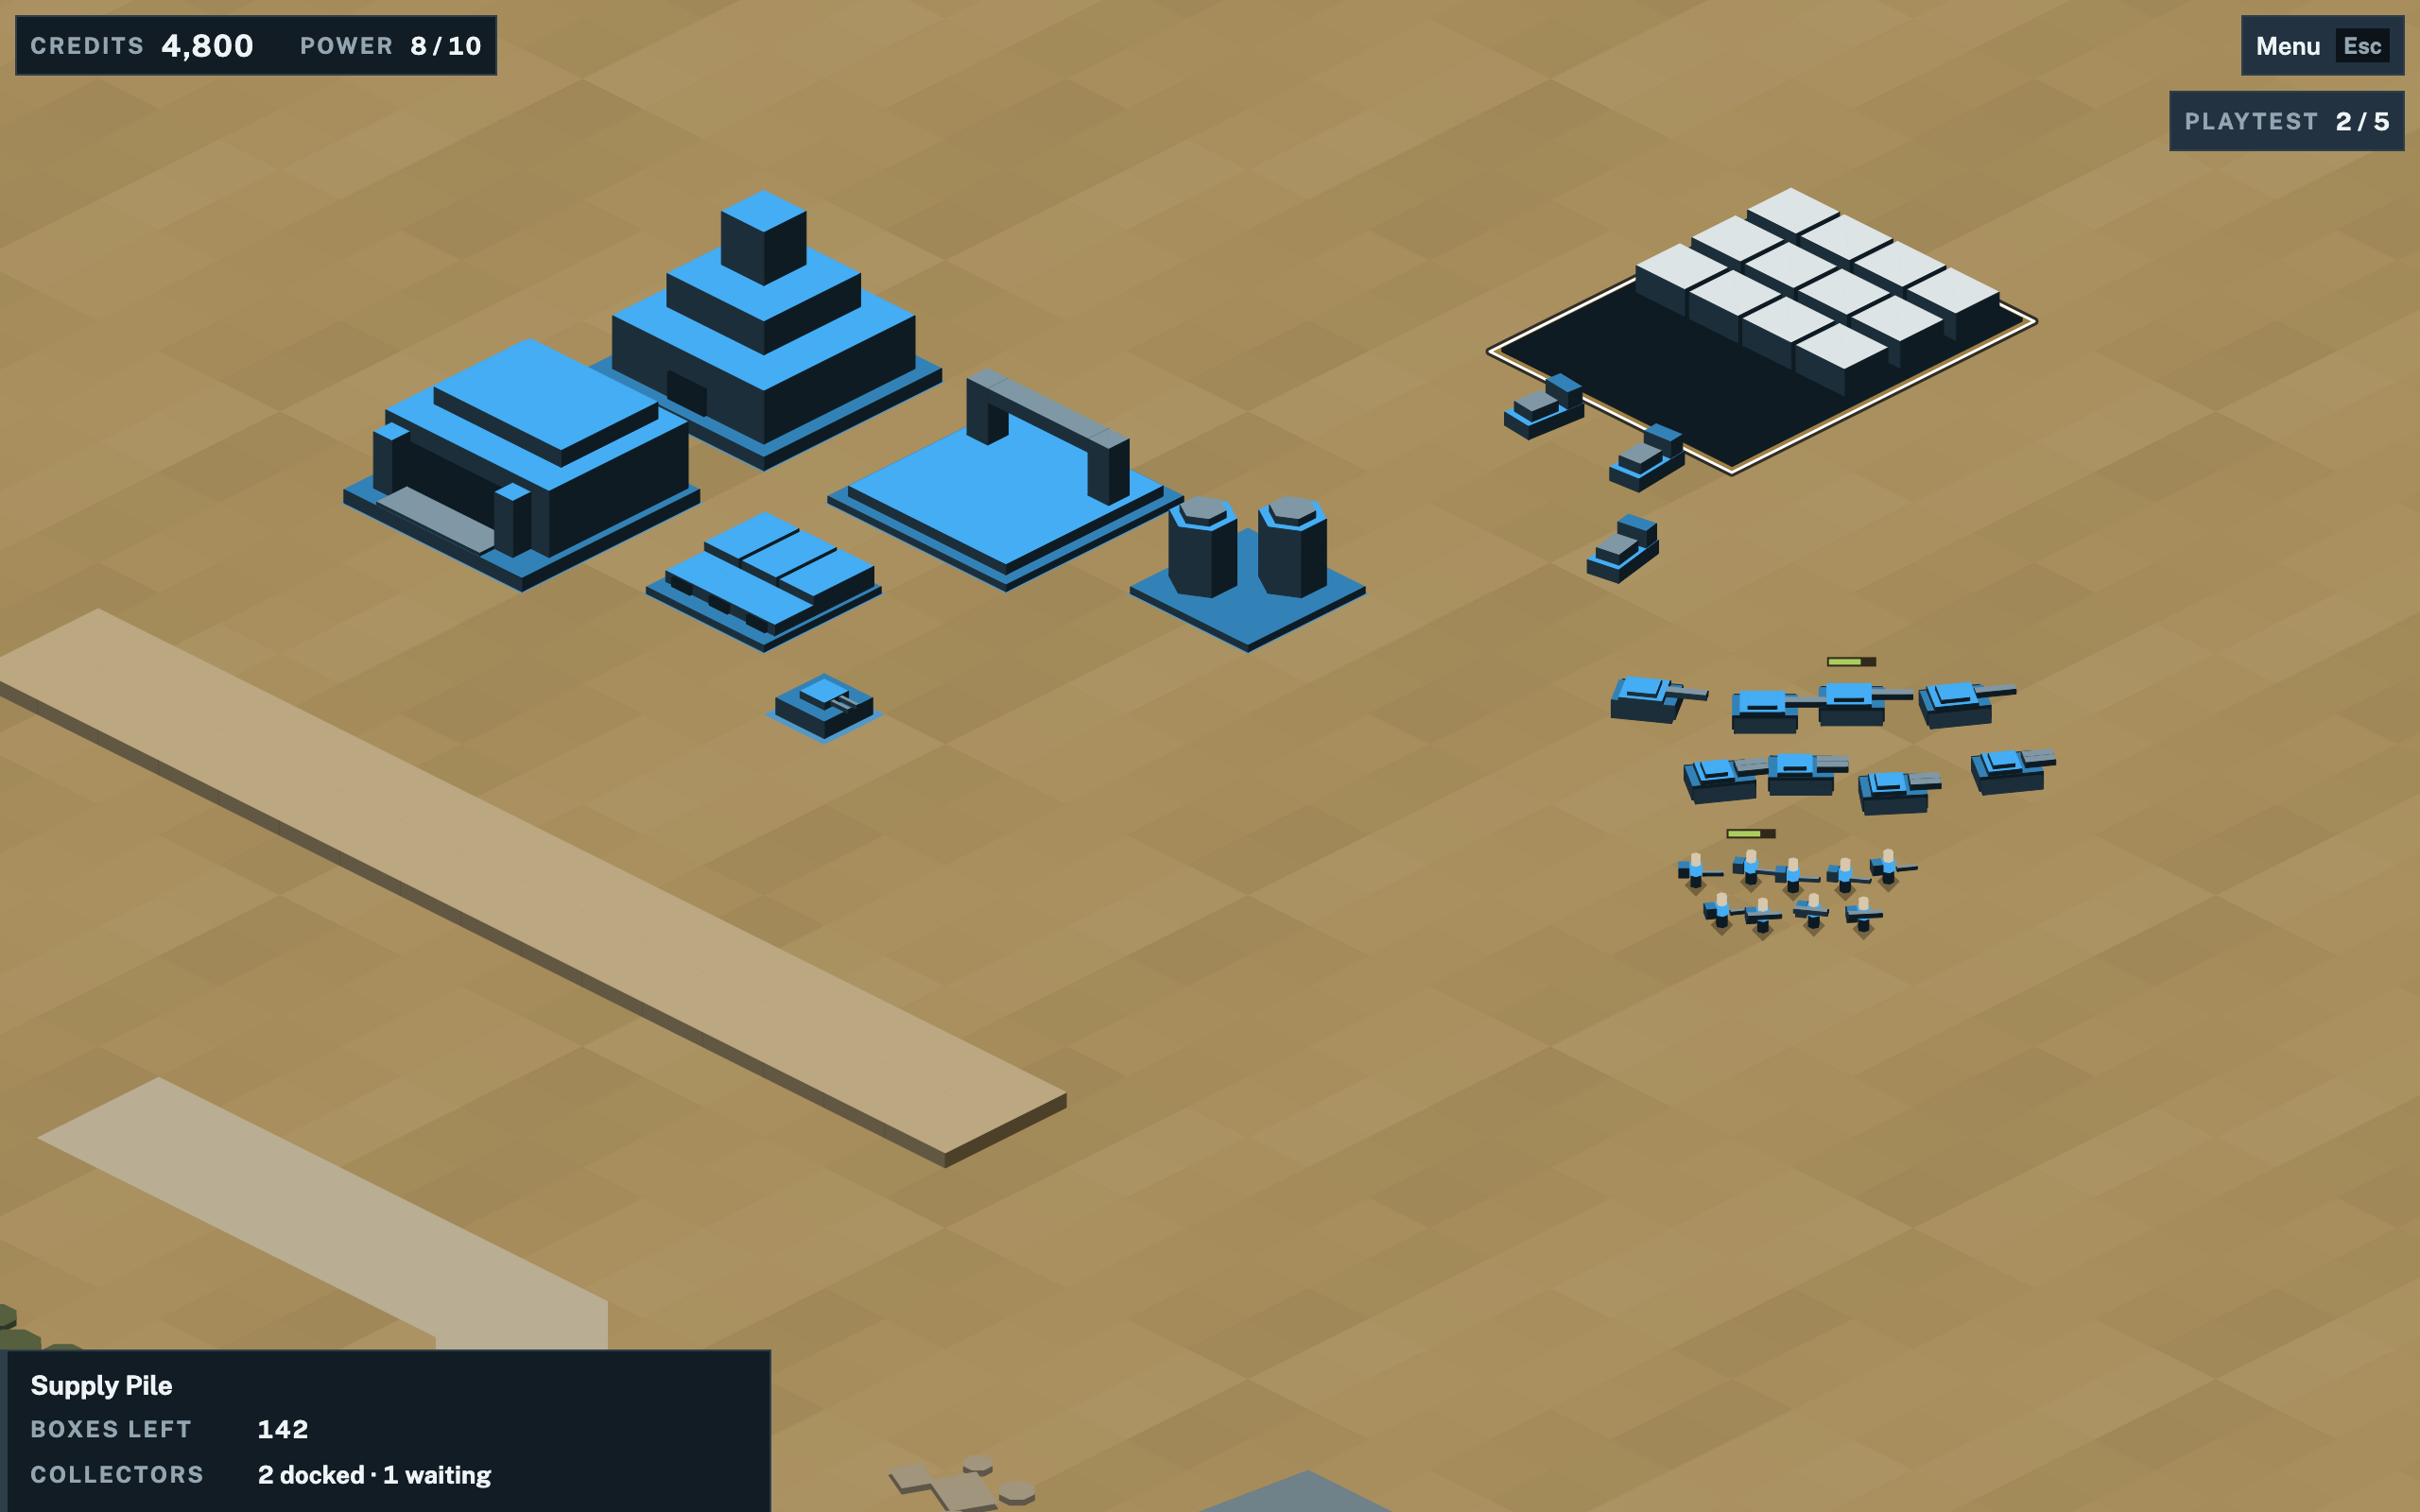 CREDITS 4,800 POWER 8/10
Menu Esc
PLAYTEST 2/5
Supply Pile
BOXES LEFT 142
COLLECTORS 2 docked · 1 waiting